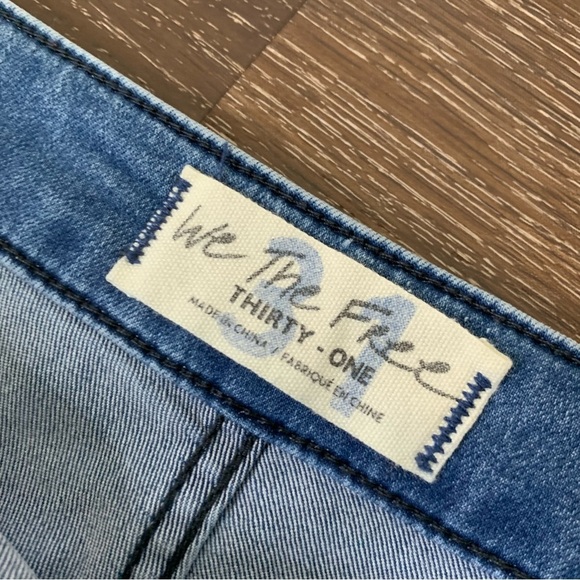 We The Free
31
THIRTY - ONE
MADE IN CHINA / FABRIQUÉ EN CHINE